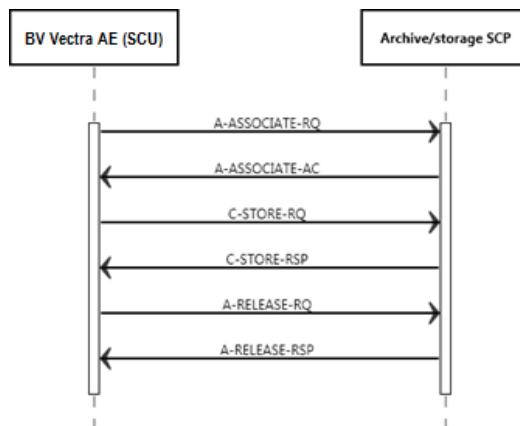 BV Vectra AE (SCU)
Archive/storage SCP
A-ASSOCIATE-RQ
A-ASSOCIATE-AC
C-STORE-RQ
C-STORE-RSP
A-RELEASE-RQ
A-RELEASE-RSP